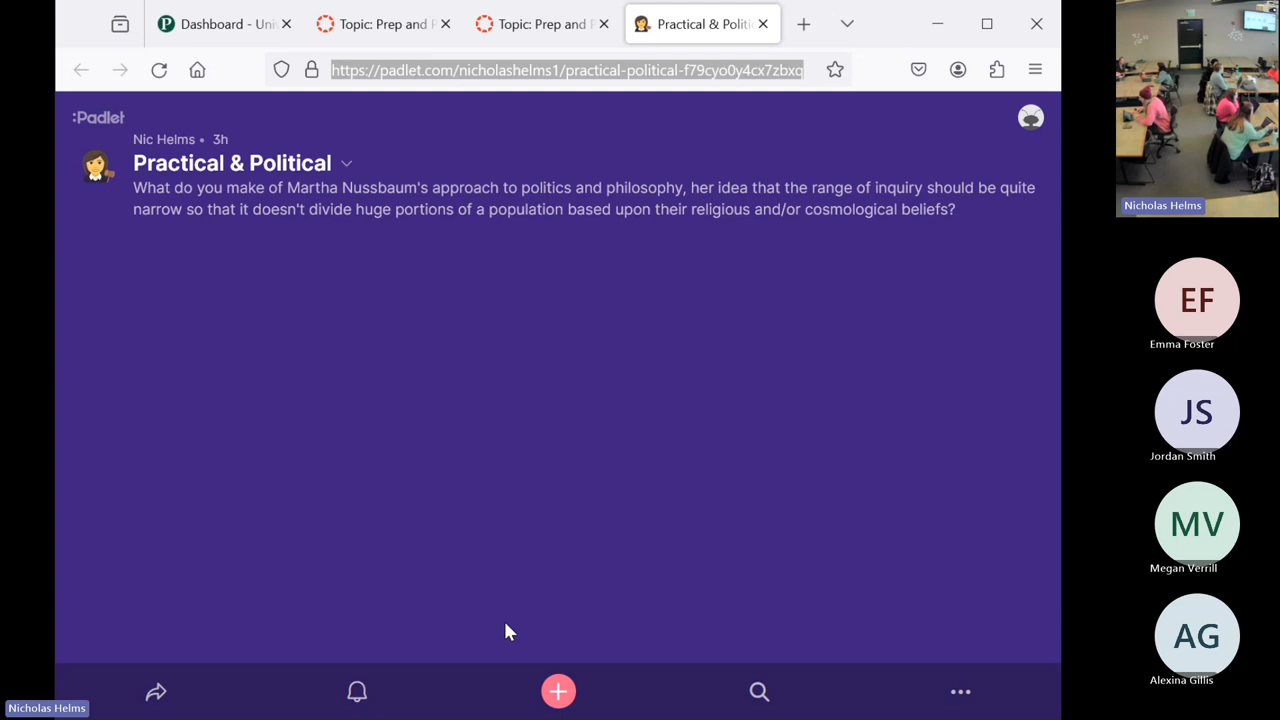 Dashboard - Uni
Topic: Prep and P
Topic: Prep and P
Practical & Politi
https://padlet.com/nicholashelms1/practical-political-f79cyo0y4cx7zbxq
:Padlet
Nic Helms • 3h
Practical & Political
What do you make of Martha Nussbaum's approach to politics and philosophy, her idea that the range of inquiry should be quite
narrow so that it doesn't divide huge portions of a population based upon their religious and/or cosmological beliefs?
Nicholas Helms
EF
Emma Foster
JS
Jordan Smith
MV
Megan Verrill
AG
Alexina Gillis
Nicholas Helms